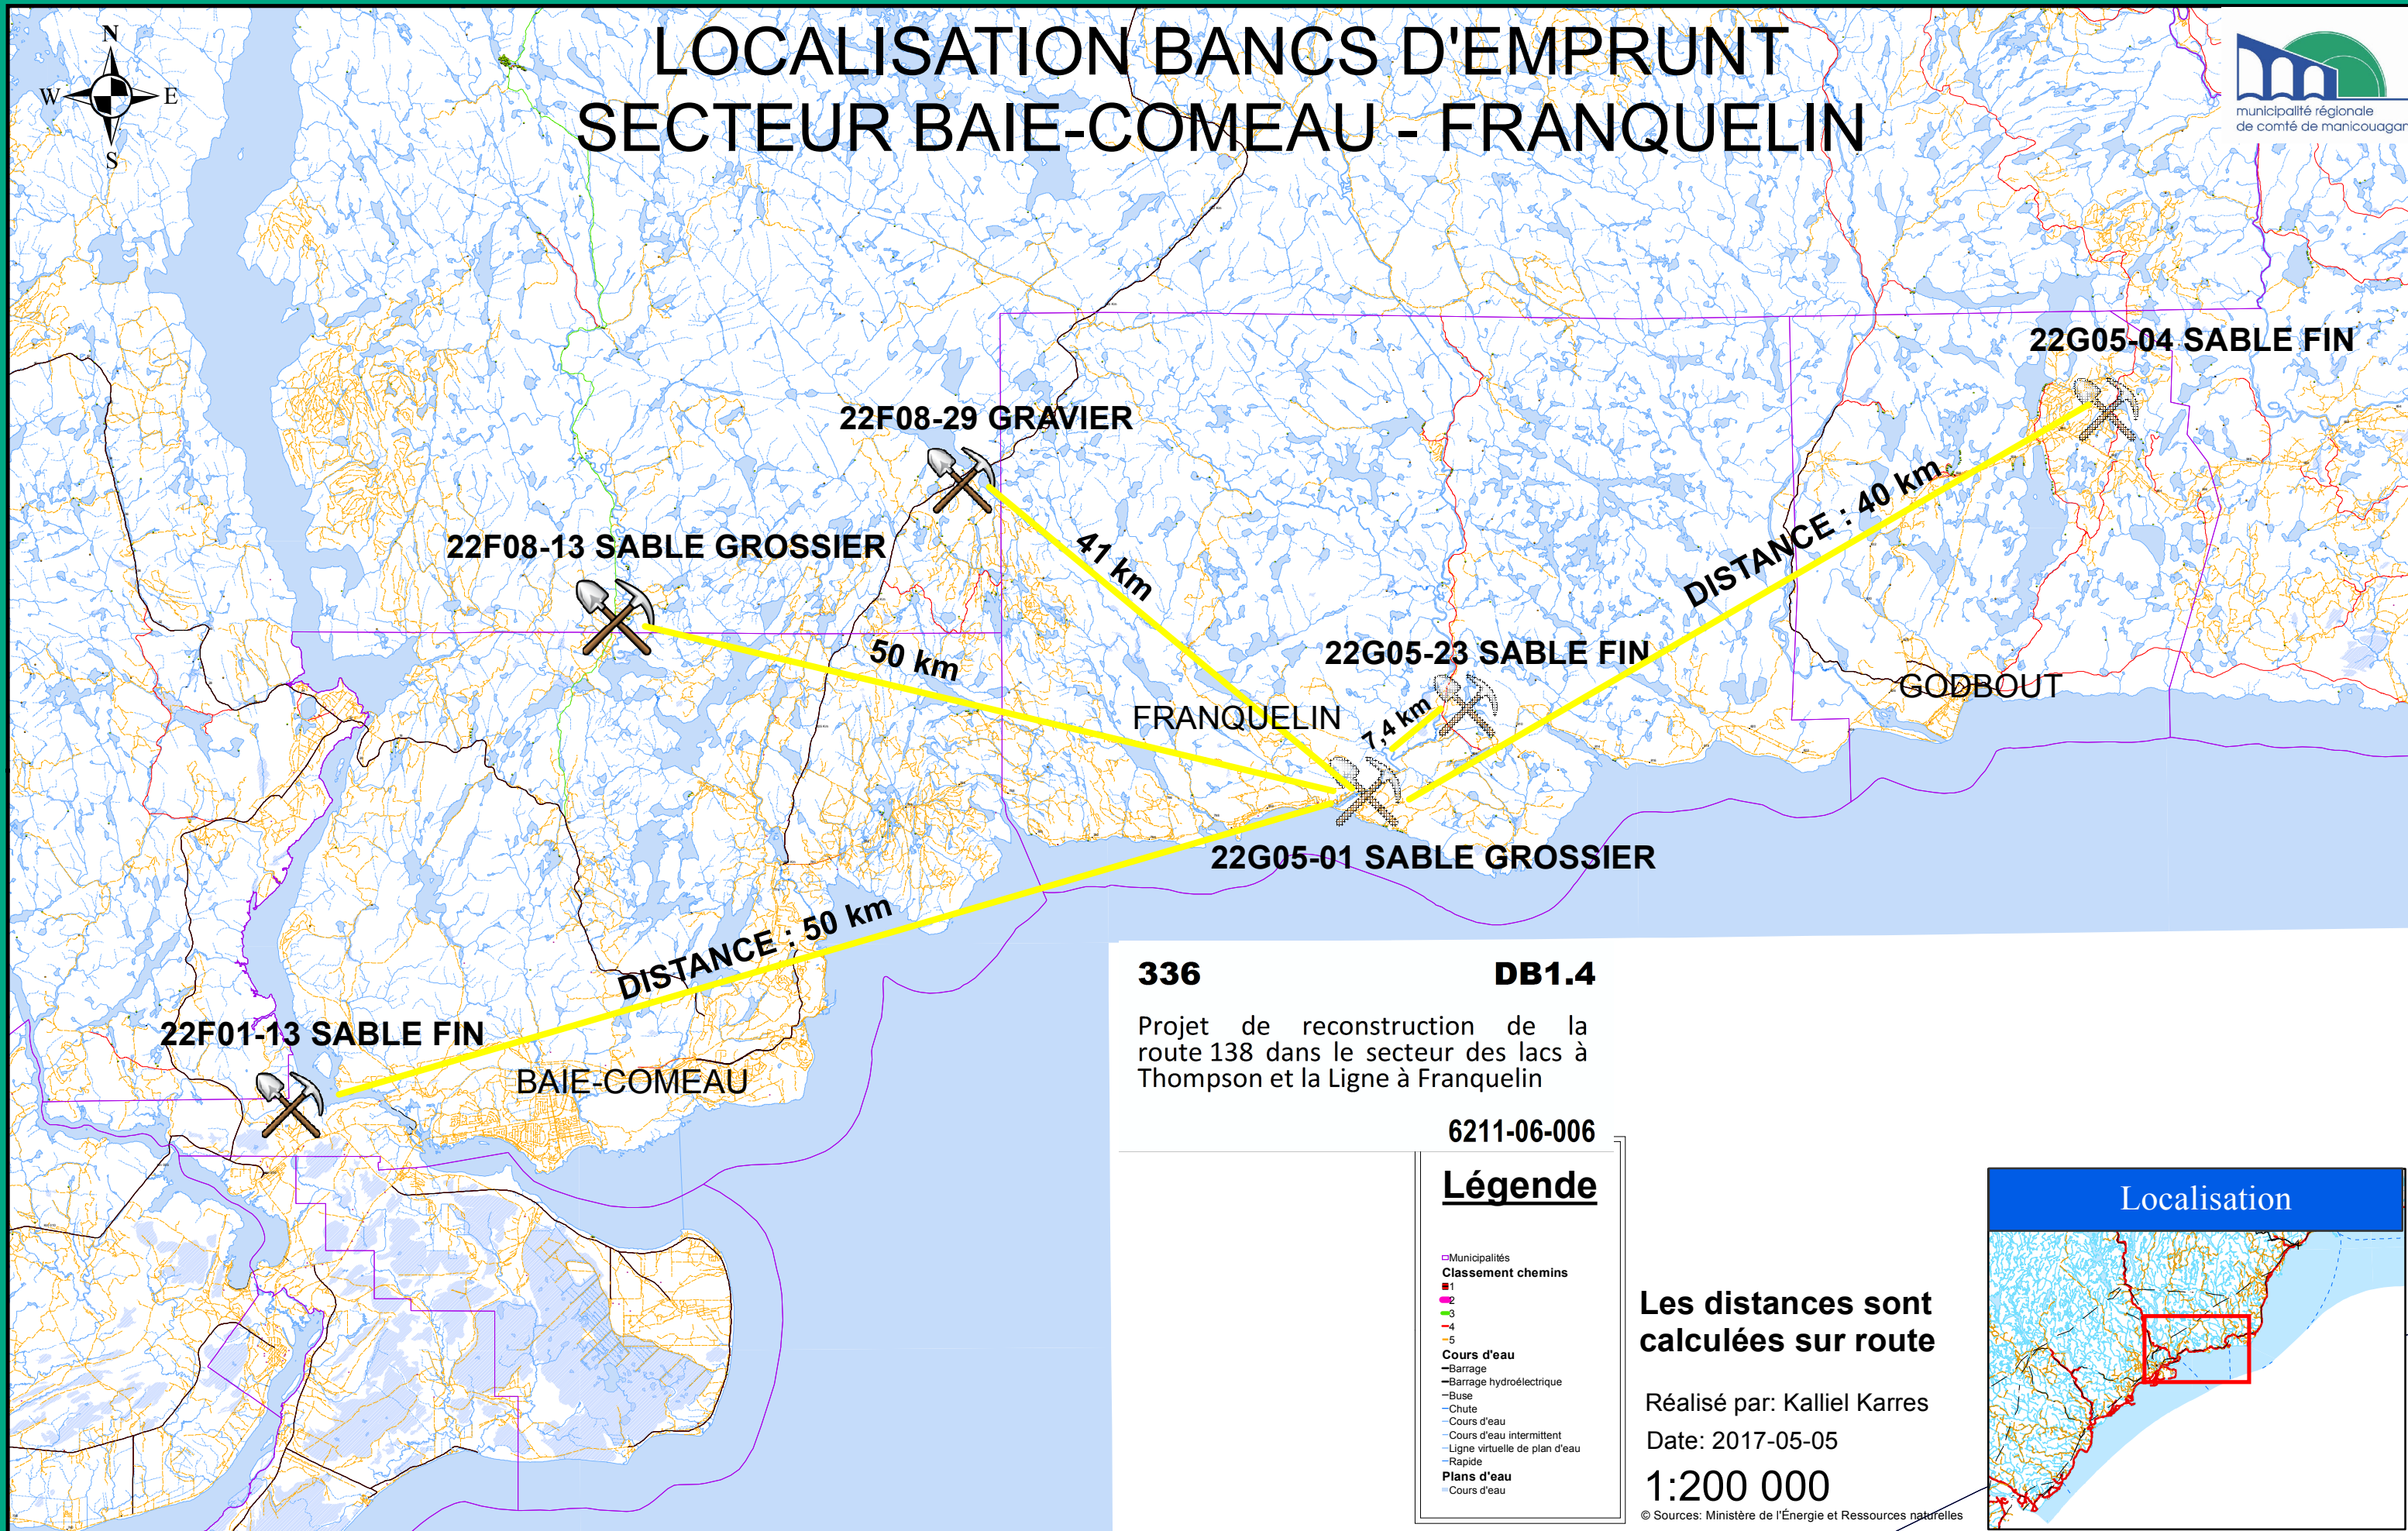 LOCALISATION BANCS D'EMPRUNT
SECTEUR BAIE-COMEAU - FRANQUELIN
N
W
E
S
municipalité régionale
de comté de manicouagan
22G05-04 SABLE FIN
22F08-29 GRAVIER
DISTANCE : 40 km
22F08-13 SABLE GROSSIER
41 km
50 km
22G05-23 SABLE FIN
GODBOUT
FRANQUELIN
7,4 km
22G05-01 SABLE GROSSIER
DISTANCE : 50 km
22F01-13 SABLE FIN
BAIE-COMEAU
336 DB1.4
Projet de reconstruction de la
route 138 dans le secteur des lacs à
Thompson et la Ligne à Franquelin
6211-06-006
Légende
Municipalités
Classement chemins
1
2
3
4
5
Cours d'eau
Barrage
Barrage hydroélectrique
Buse
Chute
Cours d'eau
Cours d'eau intermittent
Ligne virtuelle de plan d'eau
Rapide
Plans d'eau
Cours d'eau
Les distances sont
calculées sur route
Réalisé par: Kalliel Karres
Date: 2017-05-05
1:200 000
© Sources: Ministère de l'Énergie et Ressources naturelles
Localisation